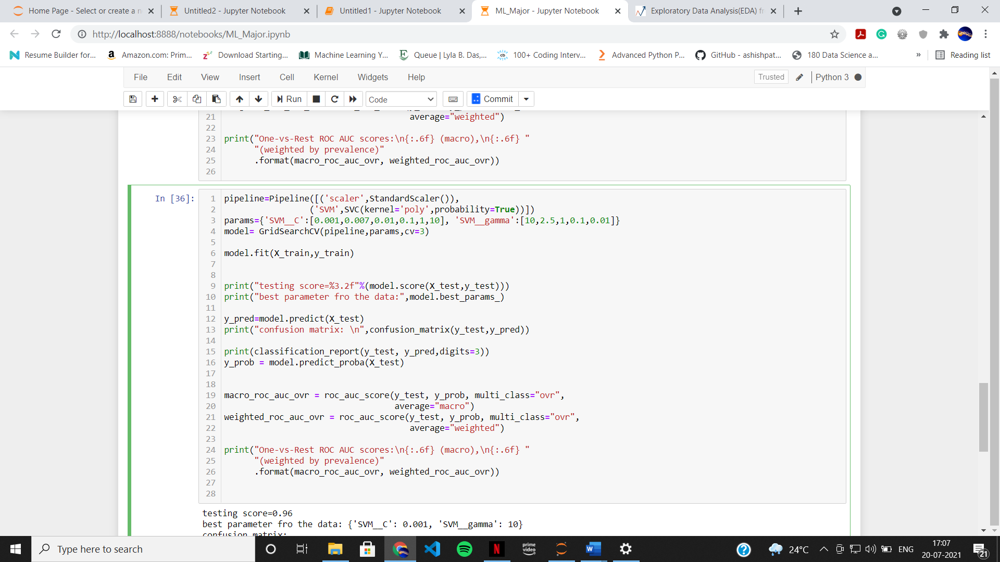 Home Page - Select or create a n
Untitled2 - Jupyter Notebook
Untitled1 - Jupyter Notebook
ML_Major - Jupyter Notebook
Exploratory Data Analysis(EDA) fr
http://localhost:8888/notebooks/ML_Major.ipynb
Resume Builder for...
Amazon.com: Prim...
Download Starting...
Machine Learning Y...
Queue | Lyla B. Das,...
100+ Coding Interv...
Advanced Python P...
GitHub - ashishpat...
180 Data Science a...
»
Reading list
File Edit View Insert Cell Kernel Widgets Help
Trusted
Python 3
Run
Code
Commit
21 average="weighted")
22
23 print("One-vs-Rest ROC AUC scores:\n{:.6f} (macro),\n{:.6f} "
24 "(weighted by prevalence)"
25 .format(macro_roc_auc_ovr, weighted_roc_auc_ovr))
26
In [36]:
1 pipeline=Pipeline([('scaler',StandardScaler()),
2 ('SVM',SVC(kernel='poly',probability=True))])
3 params={'SVM__C':[0.001,0.007,0.01,0.1,1,10], 'SVM__gamma':[10,2.5,1,0.1,0.01]}
4 model= GridSearchCV(pipeline,params,cv=3)
5
6 model.fit(X_train,y_train)
7
8
9 print("testing score=%3.2f"%(model.score(X_test,y_test)))
10 print("best parameter fro the data:",model.best_params_)
11
12 y_pred=model.predict(X_test)
13 print("confusion matrix: \n",confusion_matrix(y_test,y_pred))
14
15 print(classification_report(y_test, y_pred,digits=3))
16 y_prob = model.predict_proba(X_test)
17
18
19 macro_roc_auc_ovr = roc_auc_score(y_test, y_prob, multi_class="ovr",
20 average="macro")
21 weighted_roc_auc_ovr = roc_auc_score(y_test, y_prob, multi_class="ovr",
22 average="weighted")
23
24 print("One-vs-Rest ROC AUC scores:\n{:.6f} (macro),\n{:.6f} "
25 "(weighted by prevalence)"
26 .format(macro_roc_auc_ovr, weighted_roc_auc_ovr))
27
28
testing score=0.96
best parameter fro the data: {'SVM__C': 0.001, 'SVM__gamma': 10}
confusion matrix:
Type here to search
prime video
24°C
ENG
17:07
20-07-2021
21